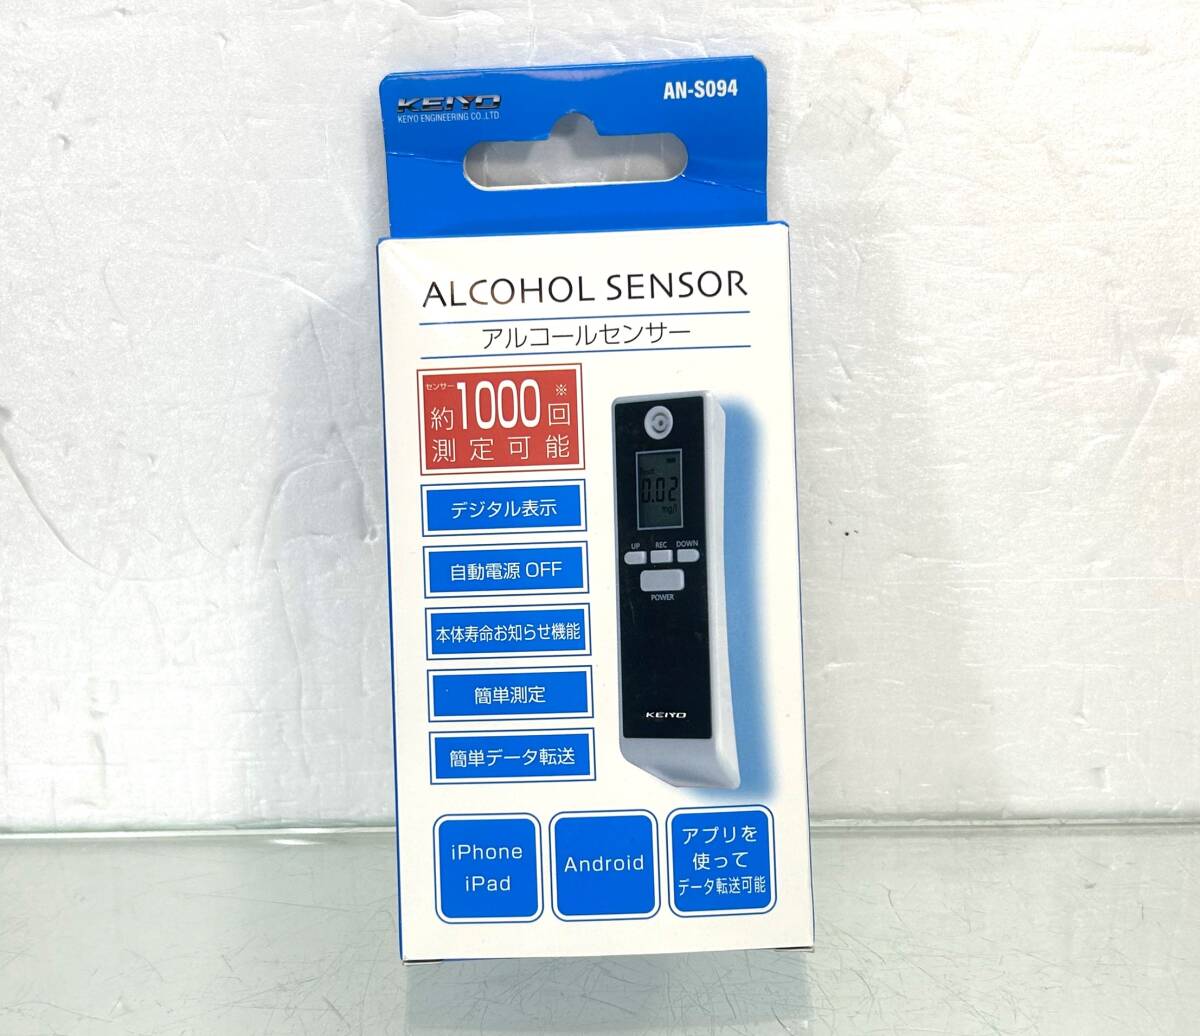 KEIYO
KEIYO ENGINEERING CO.,LTD
AN-S094
ALCOHOL SENSOR
アルコールセンサー
センサー
約1000回※
測定可能
デジタル表示
自動電源 OFF
本体寿命お知らせ機能
簡単測定
簡単データ転送
0.02
mg/l
UP REC DOWN
POWER
KEIYO
iPhone
iPad
Android
アプリを
使って
データ転送可能